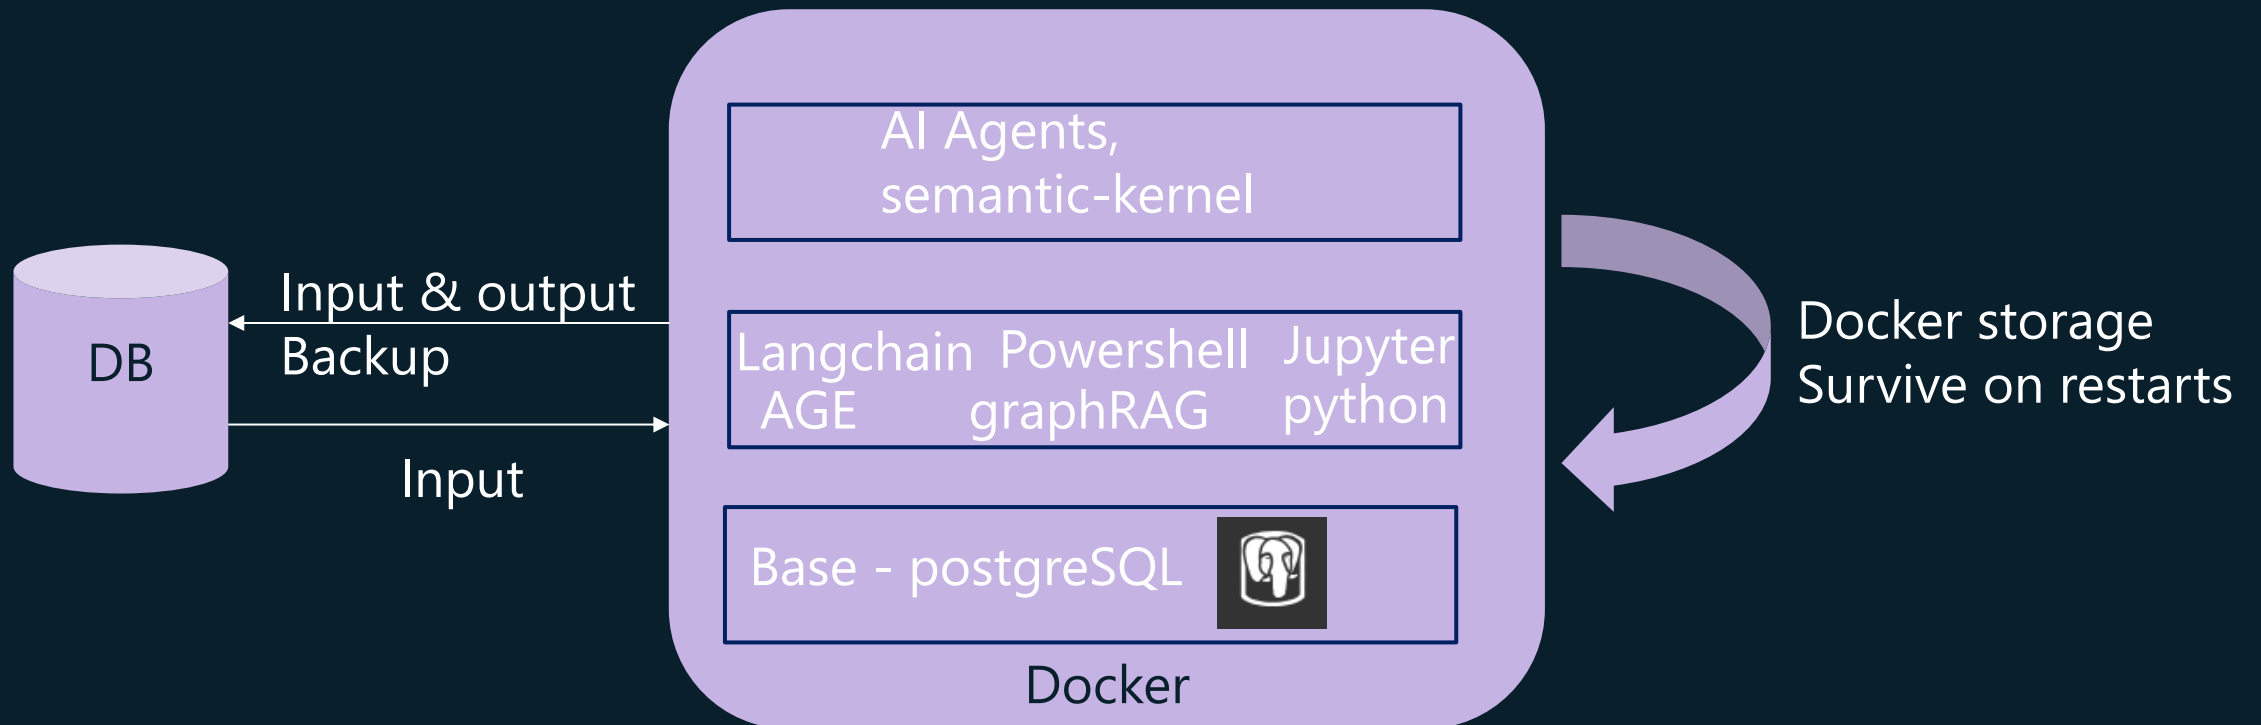 AI Agents,
semantic-kernel
DB
Input & output
Backup
Input
Langchain Powershell Jupyter
AGE graphRAG python
Base - postgreSQL
Docker
Docker storage
Survive on restarts